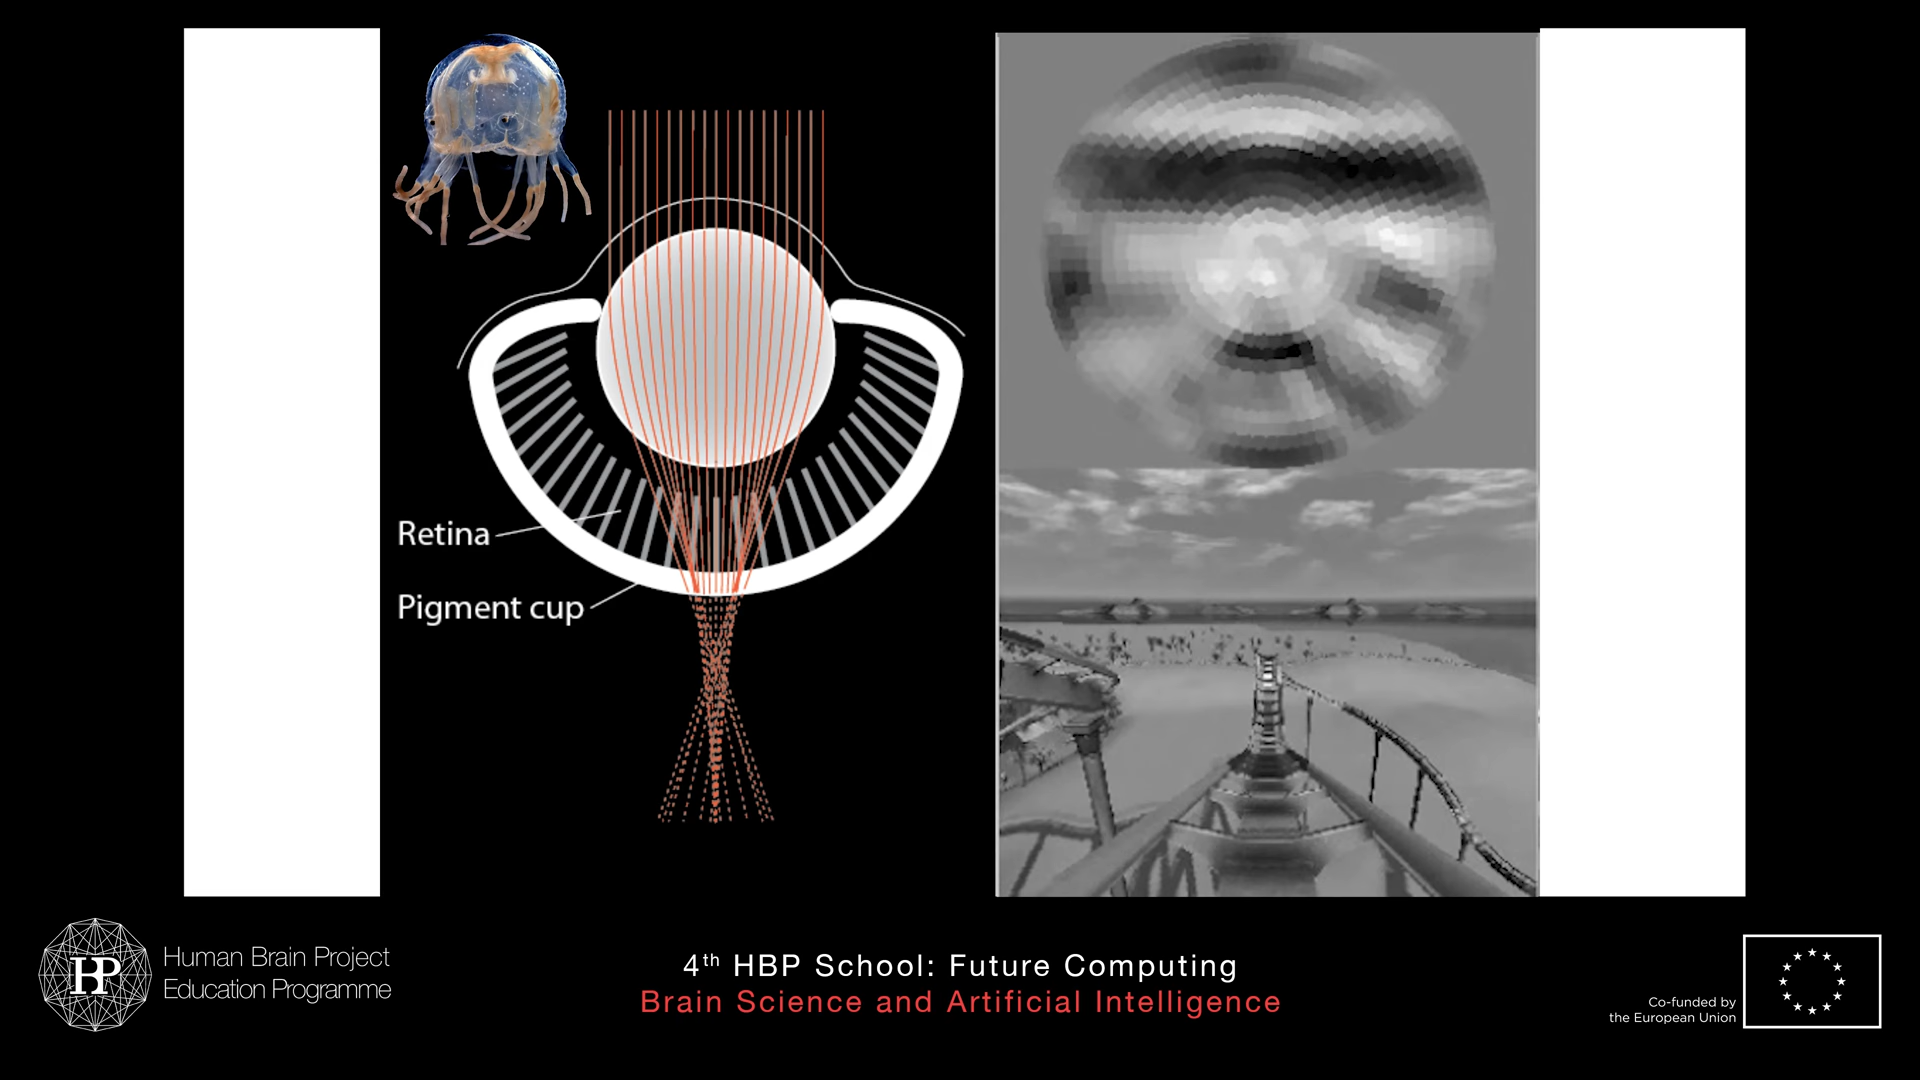 Retina
Pigment cup
HBP
Human Brain Project
Education Programme
4th HBP School: Future Computing
Brain Science and Artificial Intelligence
Co-funded by
the European Union